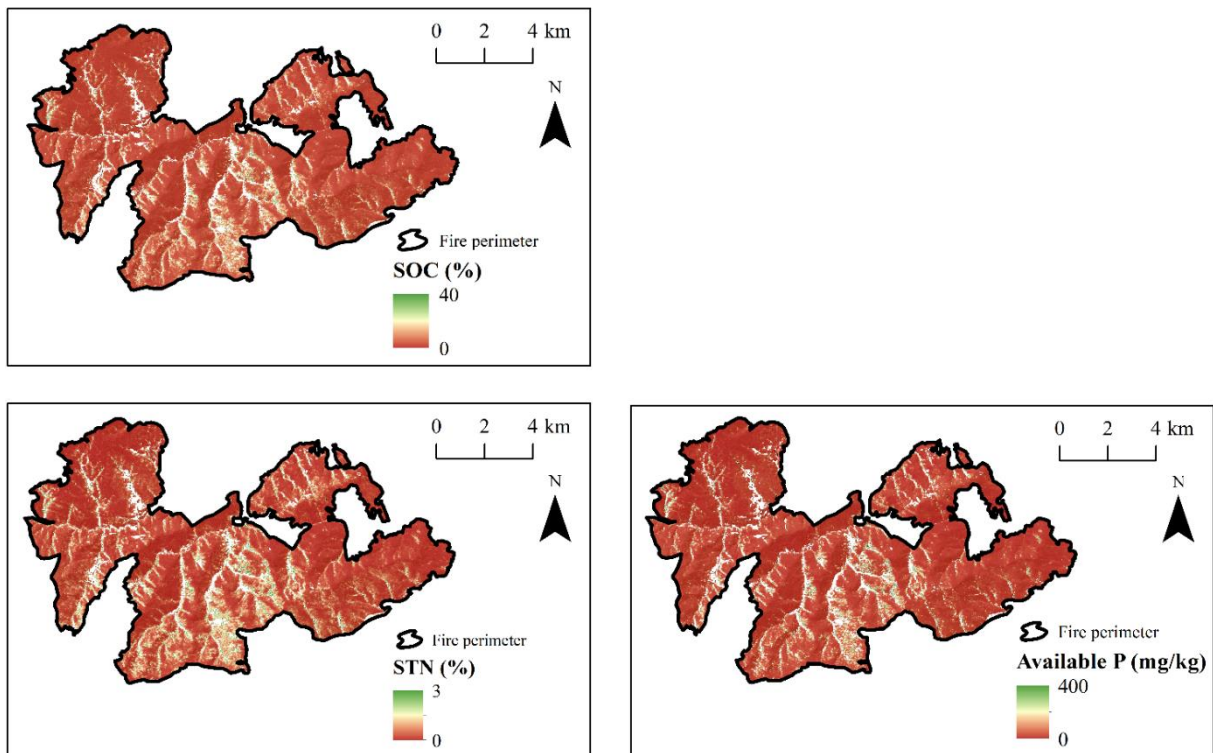 0 2 4 km
N
Fire perimeter
SOC (%)
40
0
0 2 4 km
N
Fire perimeter
STN (%)
3
0
0 2 4 km
N
Fire perimeter
Available P (mg/kg)
400
0